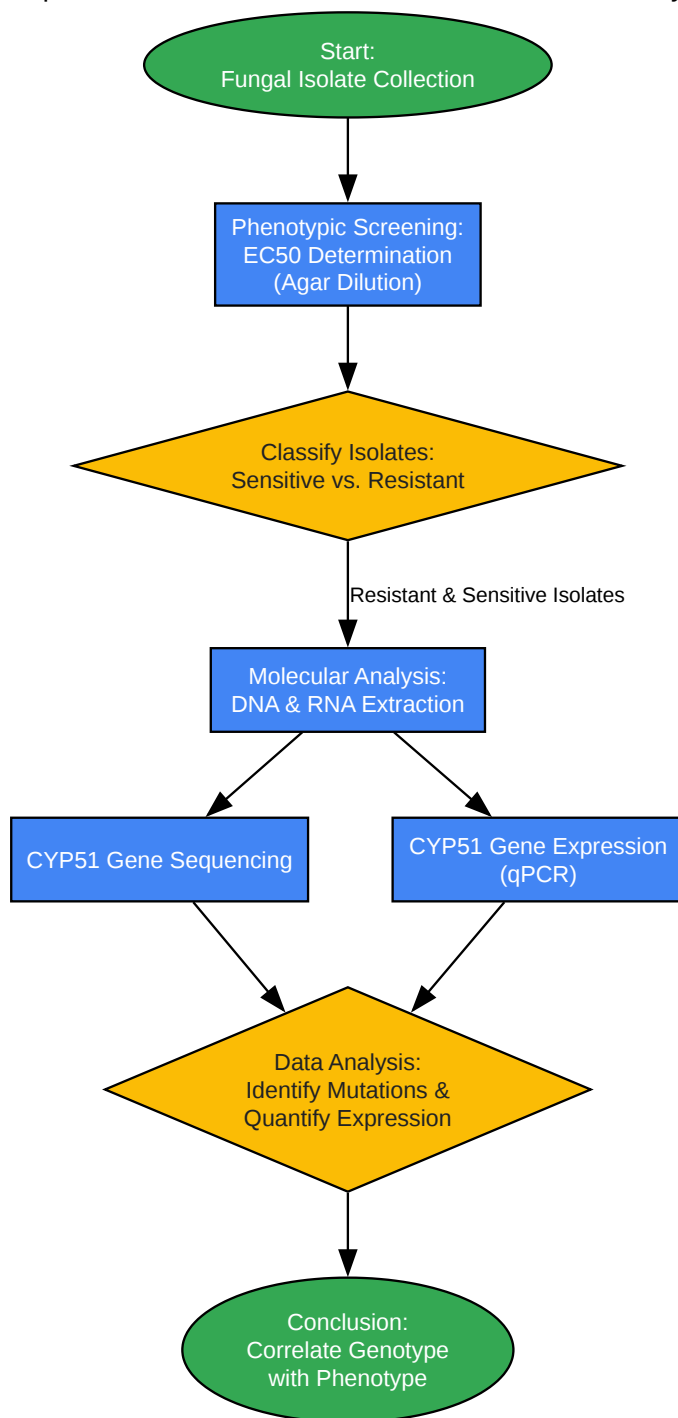 Start:
Fungal Isolate Collection
Phenotypic Screening:
EC50 Determination
(Agar Dilution)
Classify Isolates:
Sensitive vs. Resistant
Resistant & Sensitive Isolates
Molecular Analysis:
DNA & RNA Extraction
CYP51 Gene Sequencing
CYP51 Gene Expression
(qPCR)
Data Analysis:
Identify Mutations &
Quantify Expression
Conclusion:
Correlate Genotype
with Phenotype